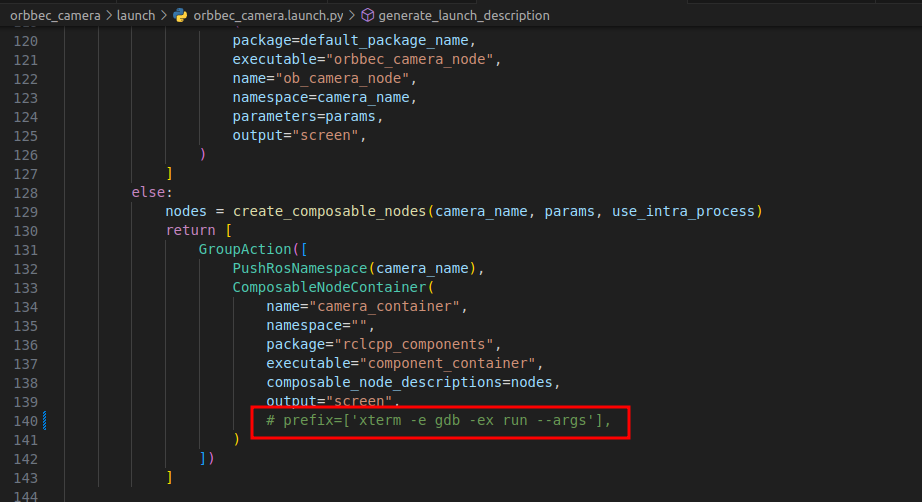 orbbec_camera > launch > orbbec_camera.launch.py > generate_launch_description
120 package=default_package_name,
121 executable="orbbec_camera_node",
122 name="ob_camera_node",
123 namespace=camera_name,
124 parameters=params,
125 output="screen",
126 )
127 ]
128 else:
129 nodes = create_composable_nodes(camera_name, params, use_intra_process)
130 return [
131 GroupAction([
132 PushRosNamespace(camera_name),
133 ComposableNodeContainer(
134 name="camera_container",
135 namespace="",
136 package="rclcpp_components",
137 executable="component_container",
138 composable_node_descriptions=nodes,
139 output="screen",
140 # prefix=['xterm -e gdb -ex run --args'],
141 )
142 ])
143 ]
144